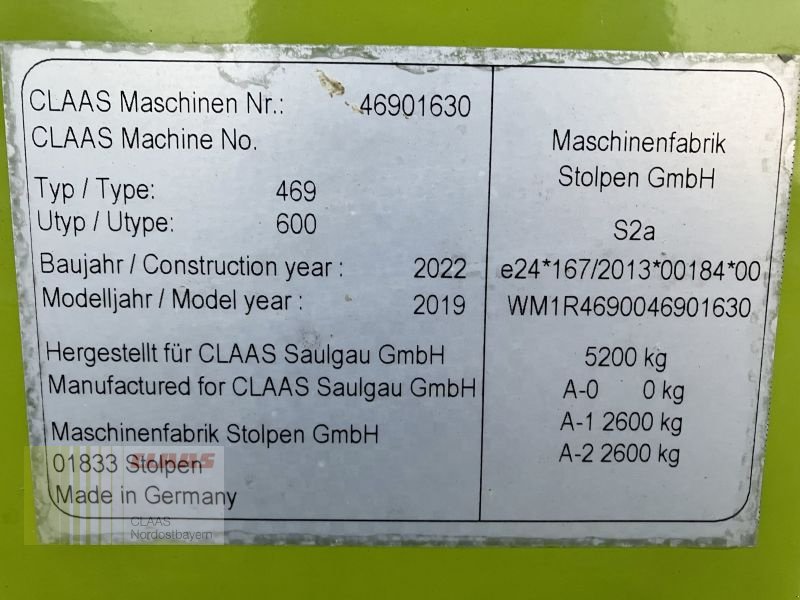 CLAAS Maschinen Nr.: 46901630
CLAAS Machine No.
Typ / Type: 469
Utyp / Utype: 600
Baujahr / Construction year : 2022
Modelljahr / Model year : 2019
Hergestellt für CLAAS Saulgau GmbH
Manufactured for CLAAS Saulgau GmbH
Maschinenfabrik Stolpen GmbH
01833 Stolpen
Made in Germany
Maschinenfabrik
Stolpen GmbH
S2a
e24*167/2013*00184*00
WM1R4690046901630
5200 kg
A-0 0 kg
A-1 2600 kg
A-2 2600 kg
CLAAS
CLAAS
Nordostbayern